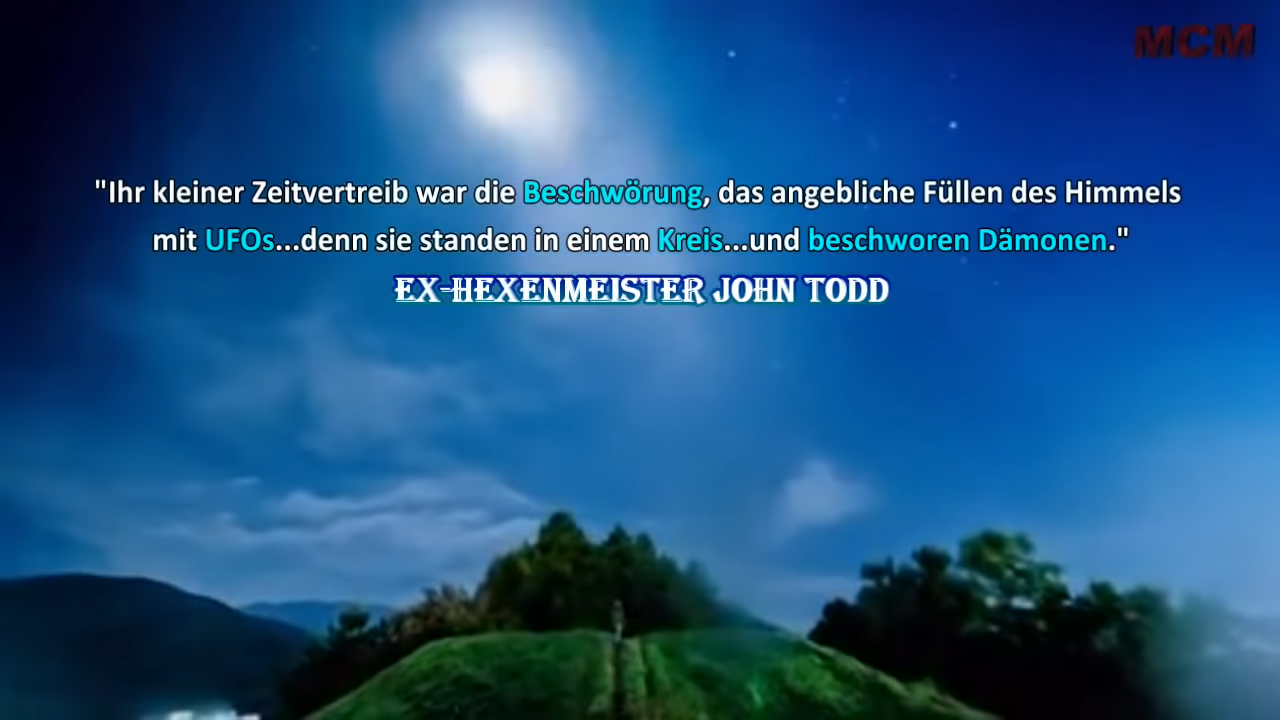 MCM
"Ihr kleiner Zeitvertreib war die Beschwörung, das angebliche Füllen des Himmels
mit UFOs...denn sie standen in einem Kreis...und beschworen Dämonen."
EX-HEXENMEISTER JOHN TODD